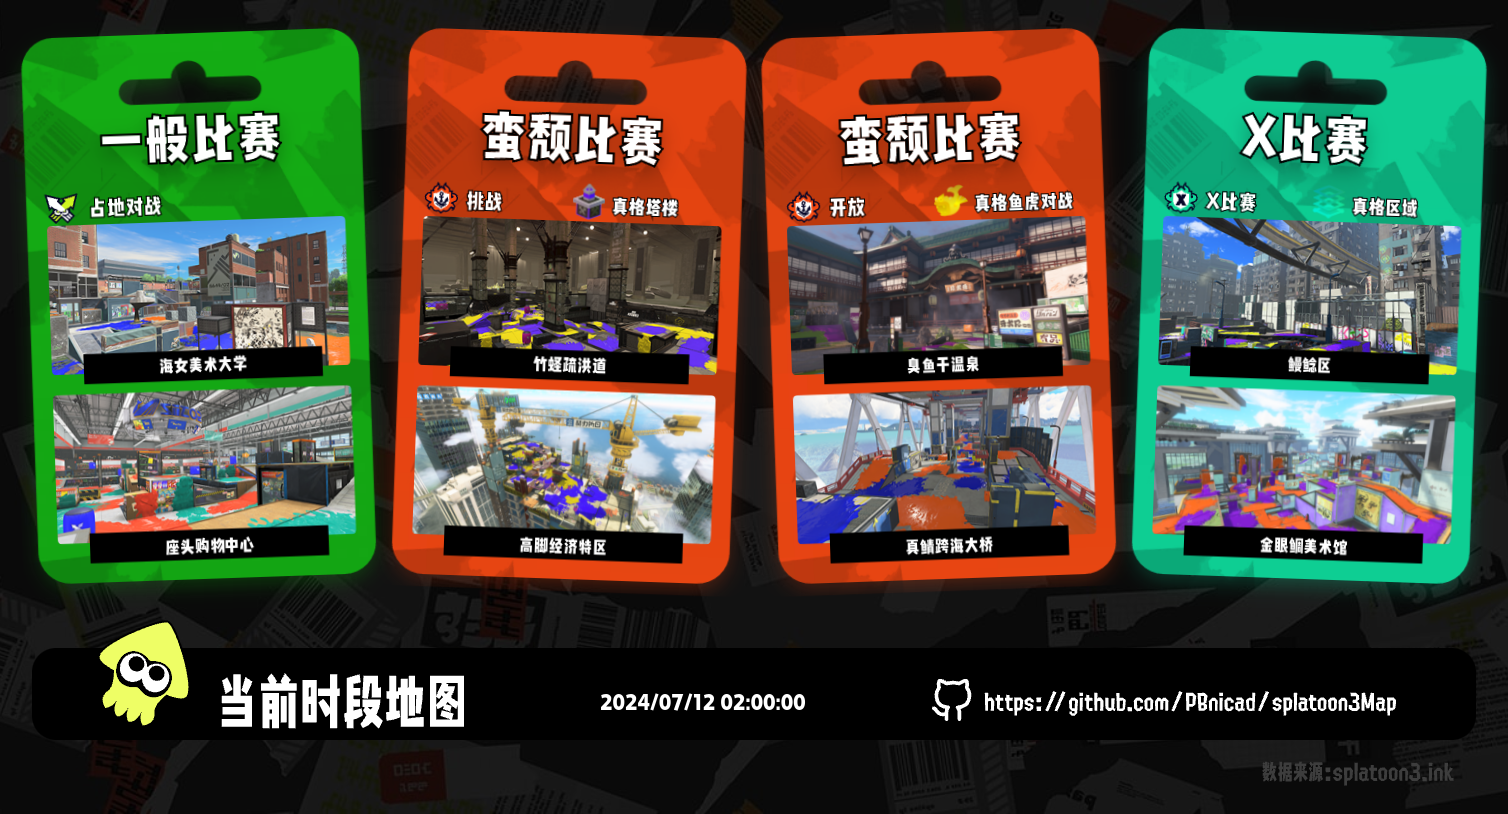 一般比赛
占地对战
海女美术大学
座头购物中心
蛮颓比赛
挑战
真格塔楼
竹蛏疏洪道
高脚经济特区
蛮颓比赛
开放
真格鱼虎对战
臭鱼干温泉
真鲭跨海大桥
X比赛
X比赛
真格区域
鳗鲶区
金眼鲷美术馆
当前时段地图
2024/07/12 02:00:00
https://github.com/PBnicad/splatoon3Map
数据来源:splatoon3.ink